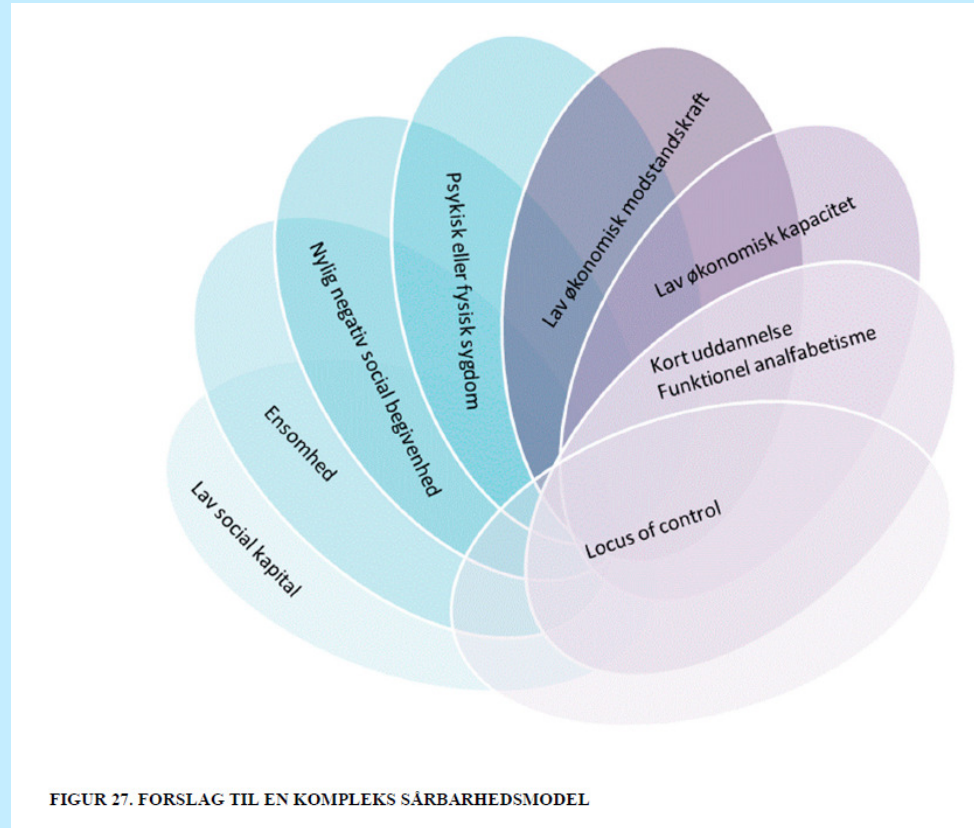 Lav social kapital
Ensomhed
Nylig negativ social begivenhed
Psykisk eller fysisk sygdom
Lav økonomisk modstandskraft
Lav økonomisk kapacitet
Kort uddannelse
Funktionel analfabetisme
Locus of control
FIGUR 27. FORSLAG TIL EN KOMPLEKS SÅRBARHEDSMODEL